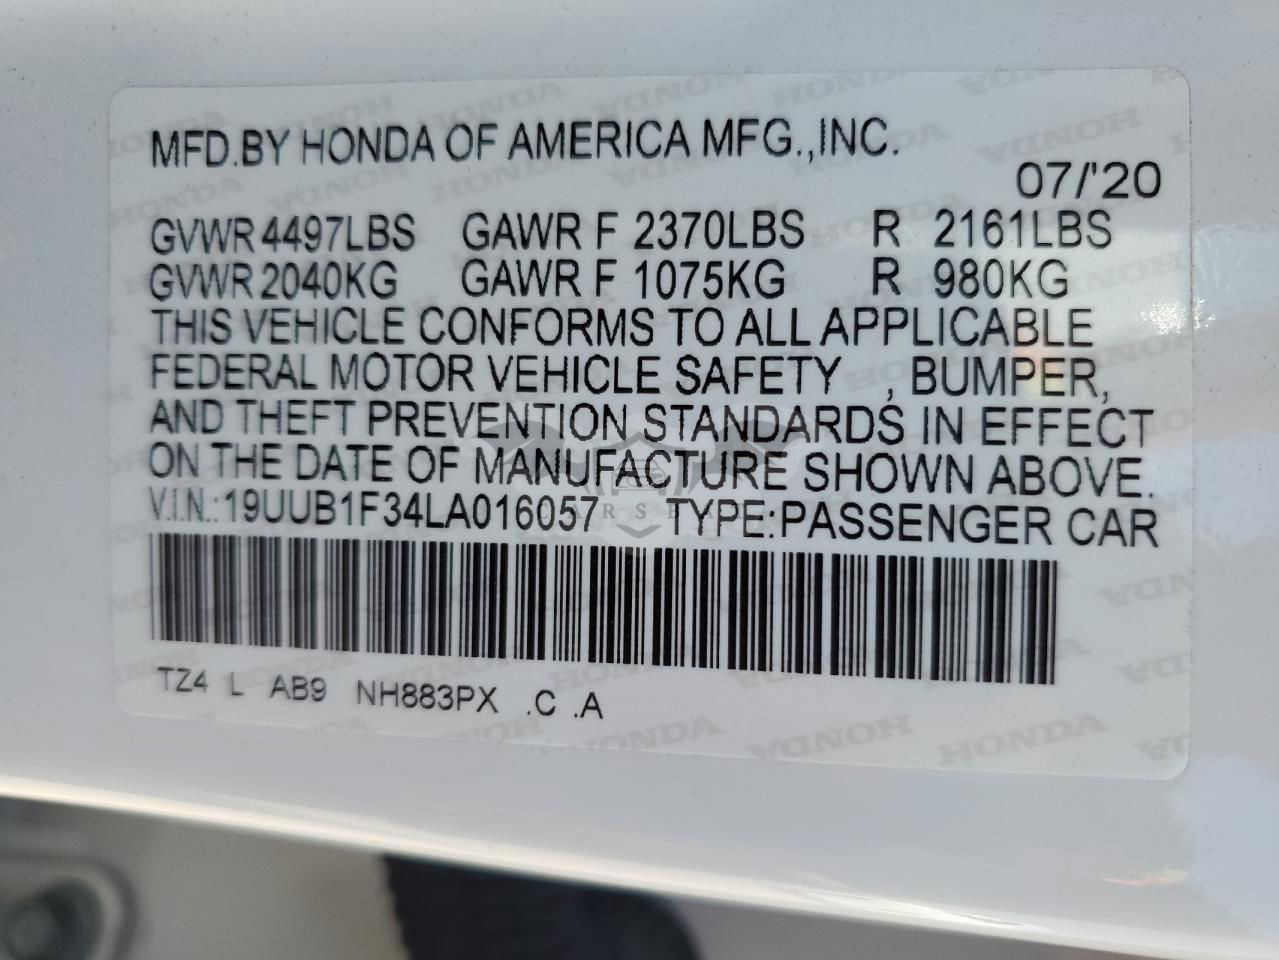 MFD.BY HONDA OF AMERICA MFG.,INC.
07/'20
GVWR 4497LBS GAWR F 2370LBS R 2161LBS
GVWR 2040KG GAWR F 1075KG R 980KG
THIS VEHICLE CONFORMS TO ALL APPLICABLE
FEDERAL MOTOR VEHICLE SAFETY , BUMPER,
AND THEFT PREVENTION STANDARDS IN EFFECT
ON THE DATE OF MANUFACTURE SHOWN ABOVE.
V.I.N.:19UUB1F34LA016057 TYPE:PASSENGER CAR
TZ4 L AB9 NH883PX .C .A